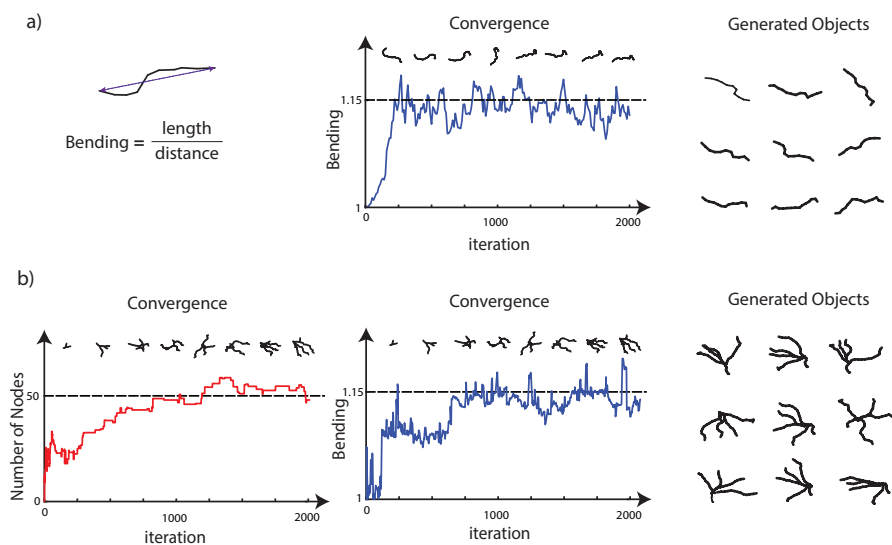 a)
Bending = length
distance
Convergence
Bending
1.15
1
0
1000
2000
iteration
Generated Objects
b)
Convergence
Number of Nodes
50
0
0
1000
2000
iteration
Convergence
Bending
1.15
1
0
1000
2000
iteration
Generated Objects